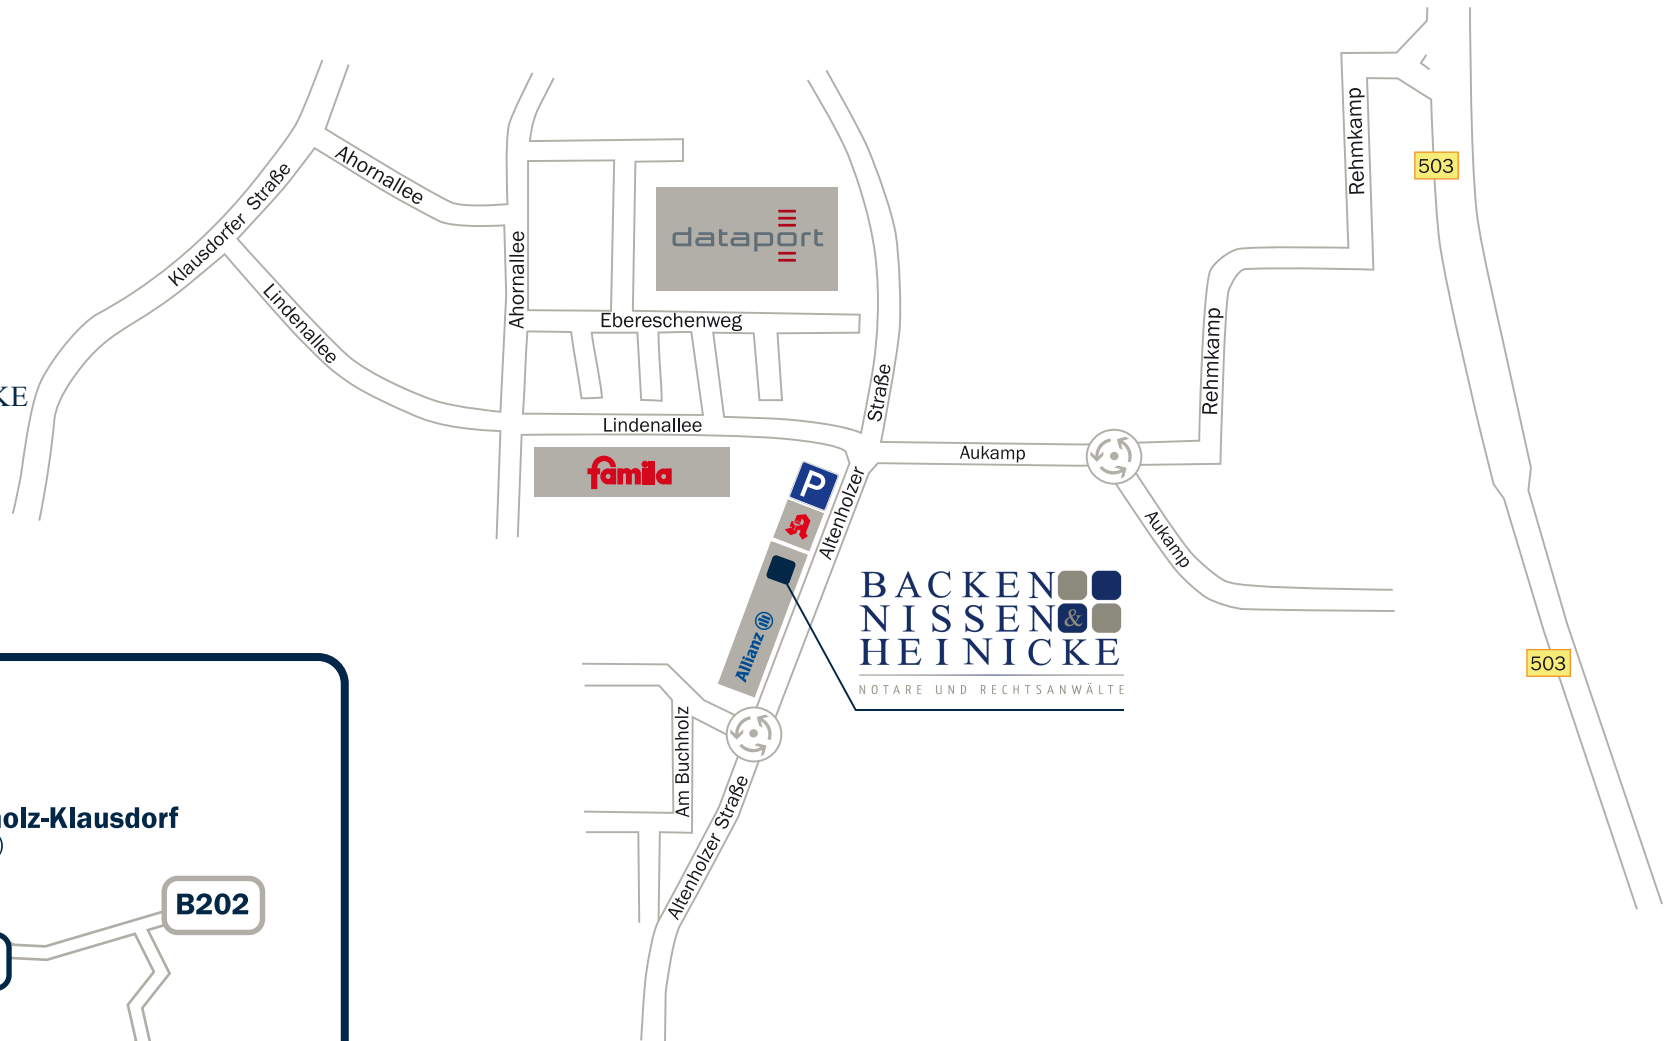 503
Rehmkamp
Ahornallee
Klausdorfer Straße
dataport
Ahornallee
Lindenallee
Ebereschenweg
Straße
Rehmkamp
KE
Lindenallee
Aukamp
famila
P
A
Altenholzer
Aukamp
BACKEN
NISSEN &
HEINICKE
NOTARE UND RECHTSANWÄLTE
Allianz
503
Am Buchholz
Altenholzer Straße
olz-Klausdorf
)
B202